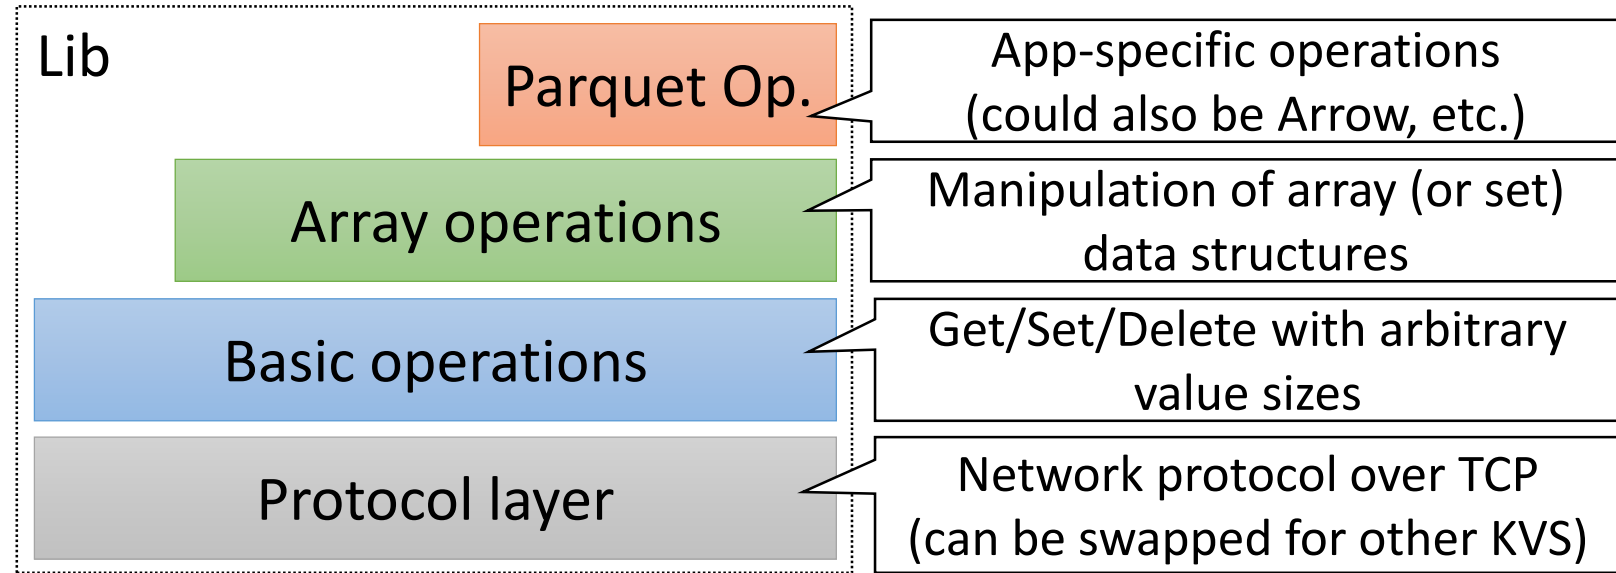 Lib
Parquet Op.
App-specific operations
(could also be Arrow, etc.)
Array operations
Manipulation of array (or set)
data structures
Basic operations
Get/Set/Delete with arbitrary
value sizes
Protocol layer
Network protocol over TCP
(can be swapped for other KVS)